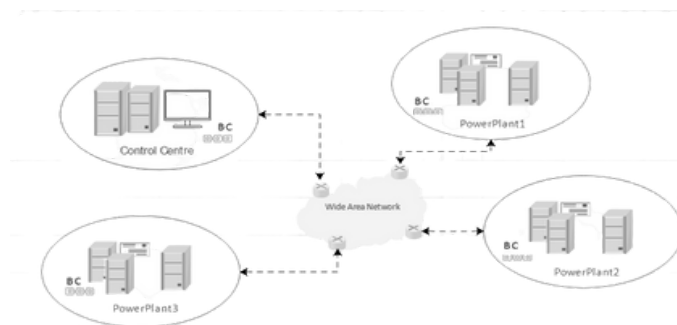 BC
Control Centre
BC
PowerPlant1
Wide Area Network
BC
PowerPlant3
BC
PowerPlant2